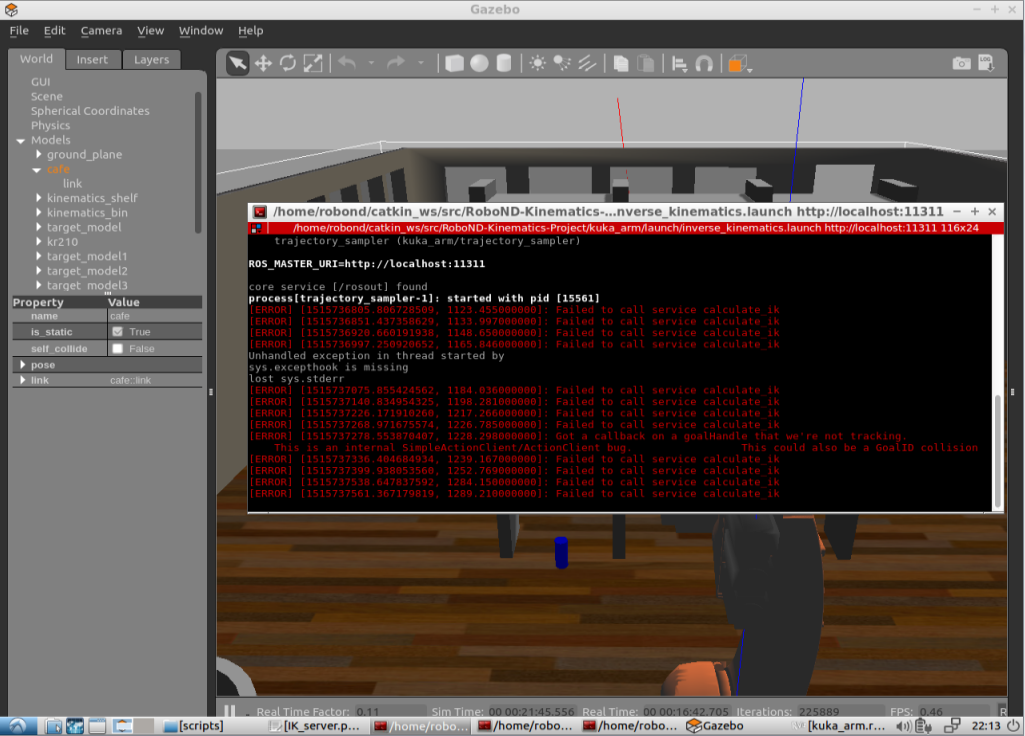 Gazebo
File Edit Camera View Window Help
World Insert Layers
GUI
Scene
Spherical Coordinates
Physics
Models
ground_plane
cafe
link
kinematics_shelf
kinematics_bin
target_model
kr210
target_model1
target_model2
target_model3
Property Value
name cafe
is_static True
self_collide False
pose
link cafe::link
/home/robond/catkin_ws/src/RoboND-Kinematics-...nverse_kinematics.launch http://localhost:11311
/home/robond/catkin_ws/src/RoboND-Kinematics-Project/kuka_arm/launch/inverse_kinematics.launch http://localhost:11311 116x24
trajectory_sampler (kuka_arm/trajectory_sampler)
ROS_MASTER_URI=http://localhost:11311
core service [/rosout] found
process[trajectory_sampler-1]: started with pid [15561]
[ERROR] [1515736805.806728509, 1123.455000000]: Failed to call service calculate_ik
[ERROR] [1515736851.437358629, 1133.997000000]: Failed to call service calculate_ik
[ERROR] [1515736920.660191938, 1148.650000000]: Failed to call service calculate_ik
[ERROR] [1515736997.250920652, 1165.846000000]: Failed to call service calculate_ik
Unhandled exception in thread started by
sys.excepthook is missing
lost sys.stderr
[ERROR] [1515737075.855424562, 1184.036000000]: Failed to call service calculate_ik
[ERROR] [1515737140.834954325, 1198.281000000]: Failed to call service calculate_ik
[ERROR] [1515737226.171910260, 1217.266000000]: Failed to call service calculate_ik
[ERROR] [1515737268.971675574, 1226.785000000]: Failed to call service calculate_ik
[ERROR] [1515737278.553870407, 1228.290000000]: Got a callback on a goalHandle that we're not tracking.
This is an internal SimpleActionClient/ActionClient bug. This could also be a GoalID collision
[ERROR] [1515737336.404684934, 1239.167000000]: Failed to call service calculate_ik
[ERROR] [1515737399.938053560, 1252.769000000]: Failed to call service calculate_ik
[ERROR] [1515737538.647837592, 1284.150000000]: Failed to call service calculate_ik
[ERROR] [1515737561.367179819, 1289.210000000]: Failed to call service calculate_ik
Real Time Factor: 0.11 Sim Time: 00 00:21:45.556 Real Time: 00 00:16:42.705 Iterations: 225889 FPS: 0.46 R
[scripts] [IK_server.p... /home/robo... /home/robo... /home/robo... Gazebo [kuka_arm.r... 22:13